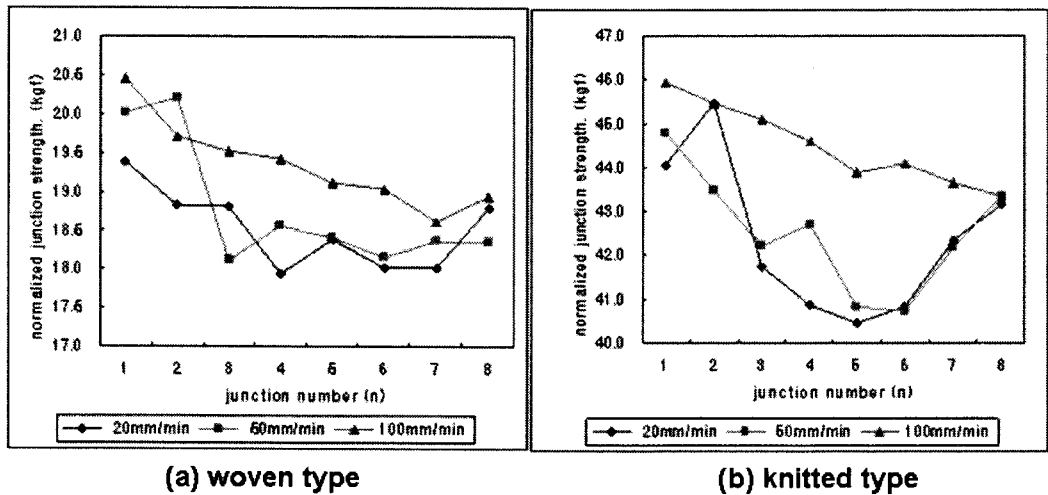 normalized junction strength. (kgf)
21.0
20.6
20.0
19.6
19.0
18.6
18.0
17.6
17.0
1 2 3 4 5 6 7 8
junction number (n)
20mm/min 60mm/min 100mm/min
(a) woven type
normalized junction strength. (kgf)
47.0
46.0
45.0
44.0
43.0
42.0
41.0
40.0
1 2 3 4 5 6 7 8
junction number (n)
20mm/min 60mm/min 100mm/min
(b) knitted type